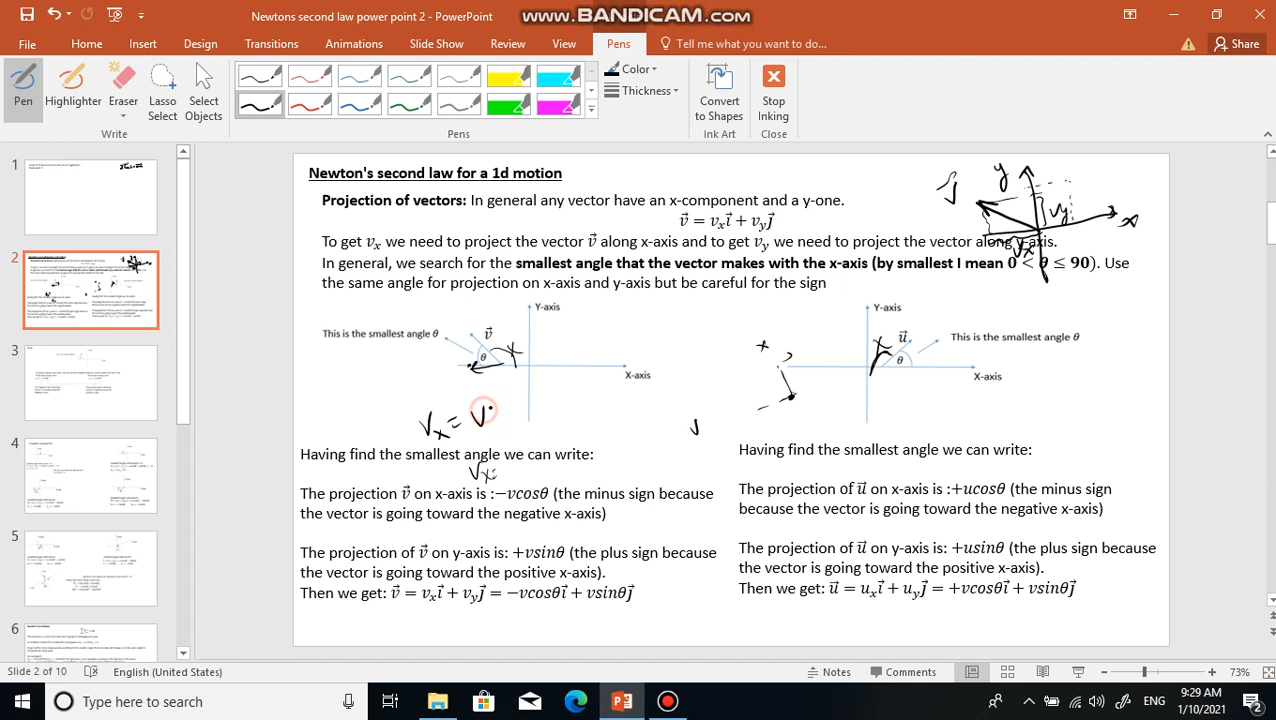 Newtons second law power point 2 - PowerPoint
www.BANDICAM.com
File Home Insert Design Transitions Animations Slide Show Review View Pens Tell me what you want to do... Share
Pen Highlighter Eraser Lasso Select Select Objects
Color
Thickness
Convert to Shapes
Stop Inking
Write Pens Ink Art Close
1
2
3
4
5
6
Newton's second law for a 1d motion
y
Projection of vectors: In general any vector have an x-component and a y-one.
v⃗ = vₓi⃗ + v_yj⃗
vy
x
To get vₓ we need to project the vector v⃗ along x-axis and to get v_y we need to project the vector along y-axis.
vx
In general, we search for the smallest angle that the vector makes with the x-axis (by smallest I mean 0 < θ ≤ 90). Use
the same angle for projection on x-axis and y-axis but be careful for the sign
Y-axis
This is the smallest angle θ
v⃗
θ
X-axis
Y-axis
u⃗
This is the smallest angle θ
θ
X-axis
Vx = V
V
Having find the smallest angle we can write:
Vx
The projection v⃗ on x-axis is :−vcosθ (the minus sign because
the vector is going toward the negative x-axis)
The projection of v⃗ on y-axis is: +vsinθ (the plus sign because
the vector is going toward the positive x-axis).
Then we get: v⃗ = vₓi⃗ + v_yj⃗ = −vcosθi⃗ + vsinθj⃗
Having find the smallest angle we can write:
The projection of u⃗ on x-axis is :+ucosθ (the minus sign
because the vector is going toward the negative x-axis)
The projection of u⃗ on y-axis is: +usinθ (the plus sign because
the vector is going toward the positive x-axis).
Then we get: u⃗ = uₓi⃗ + u_yj⃗ = +vcosθi⃗ + vsinθj⃗
Slide 2 of 10 English (United States) Notes Comments 73%
Type here to search
ENG
9:29 AM
1/10/2021
2